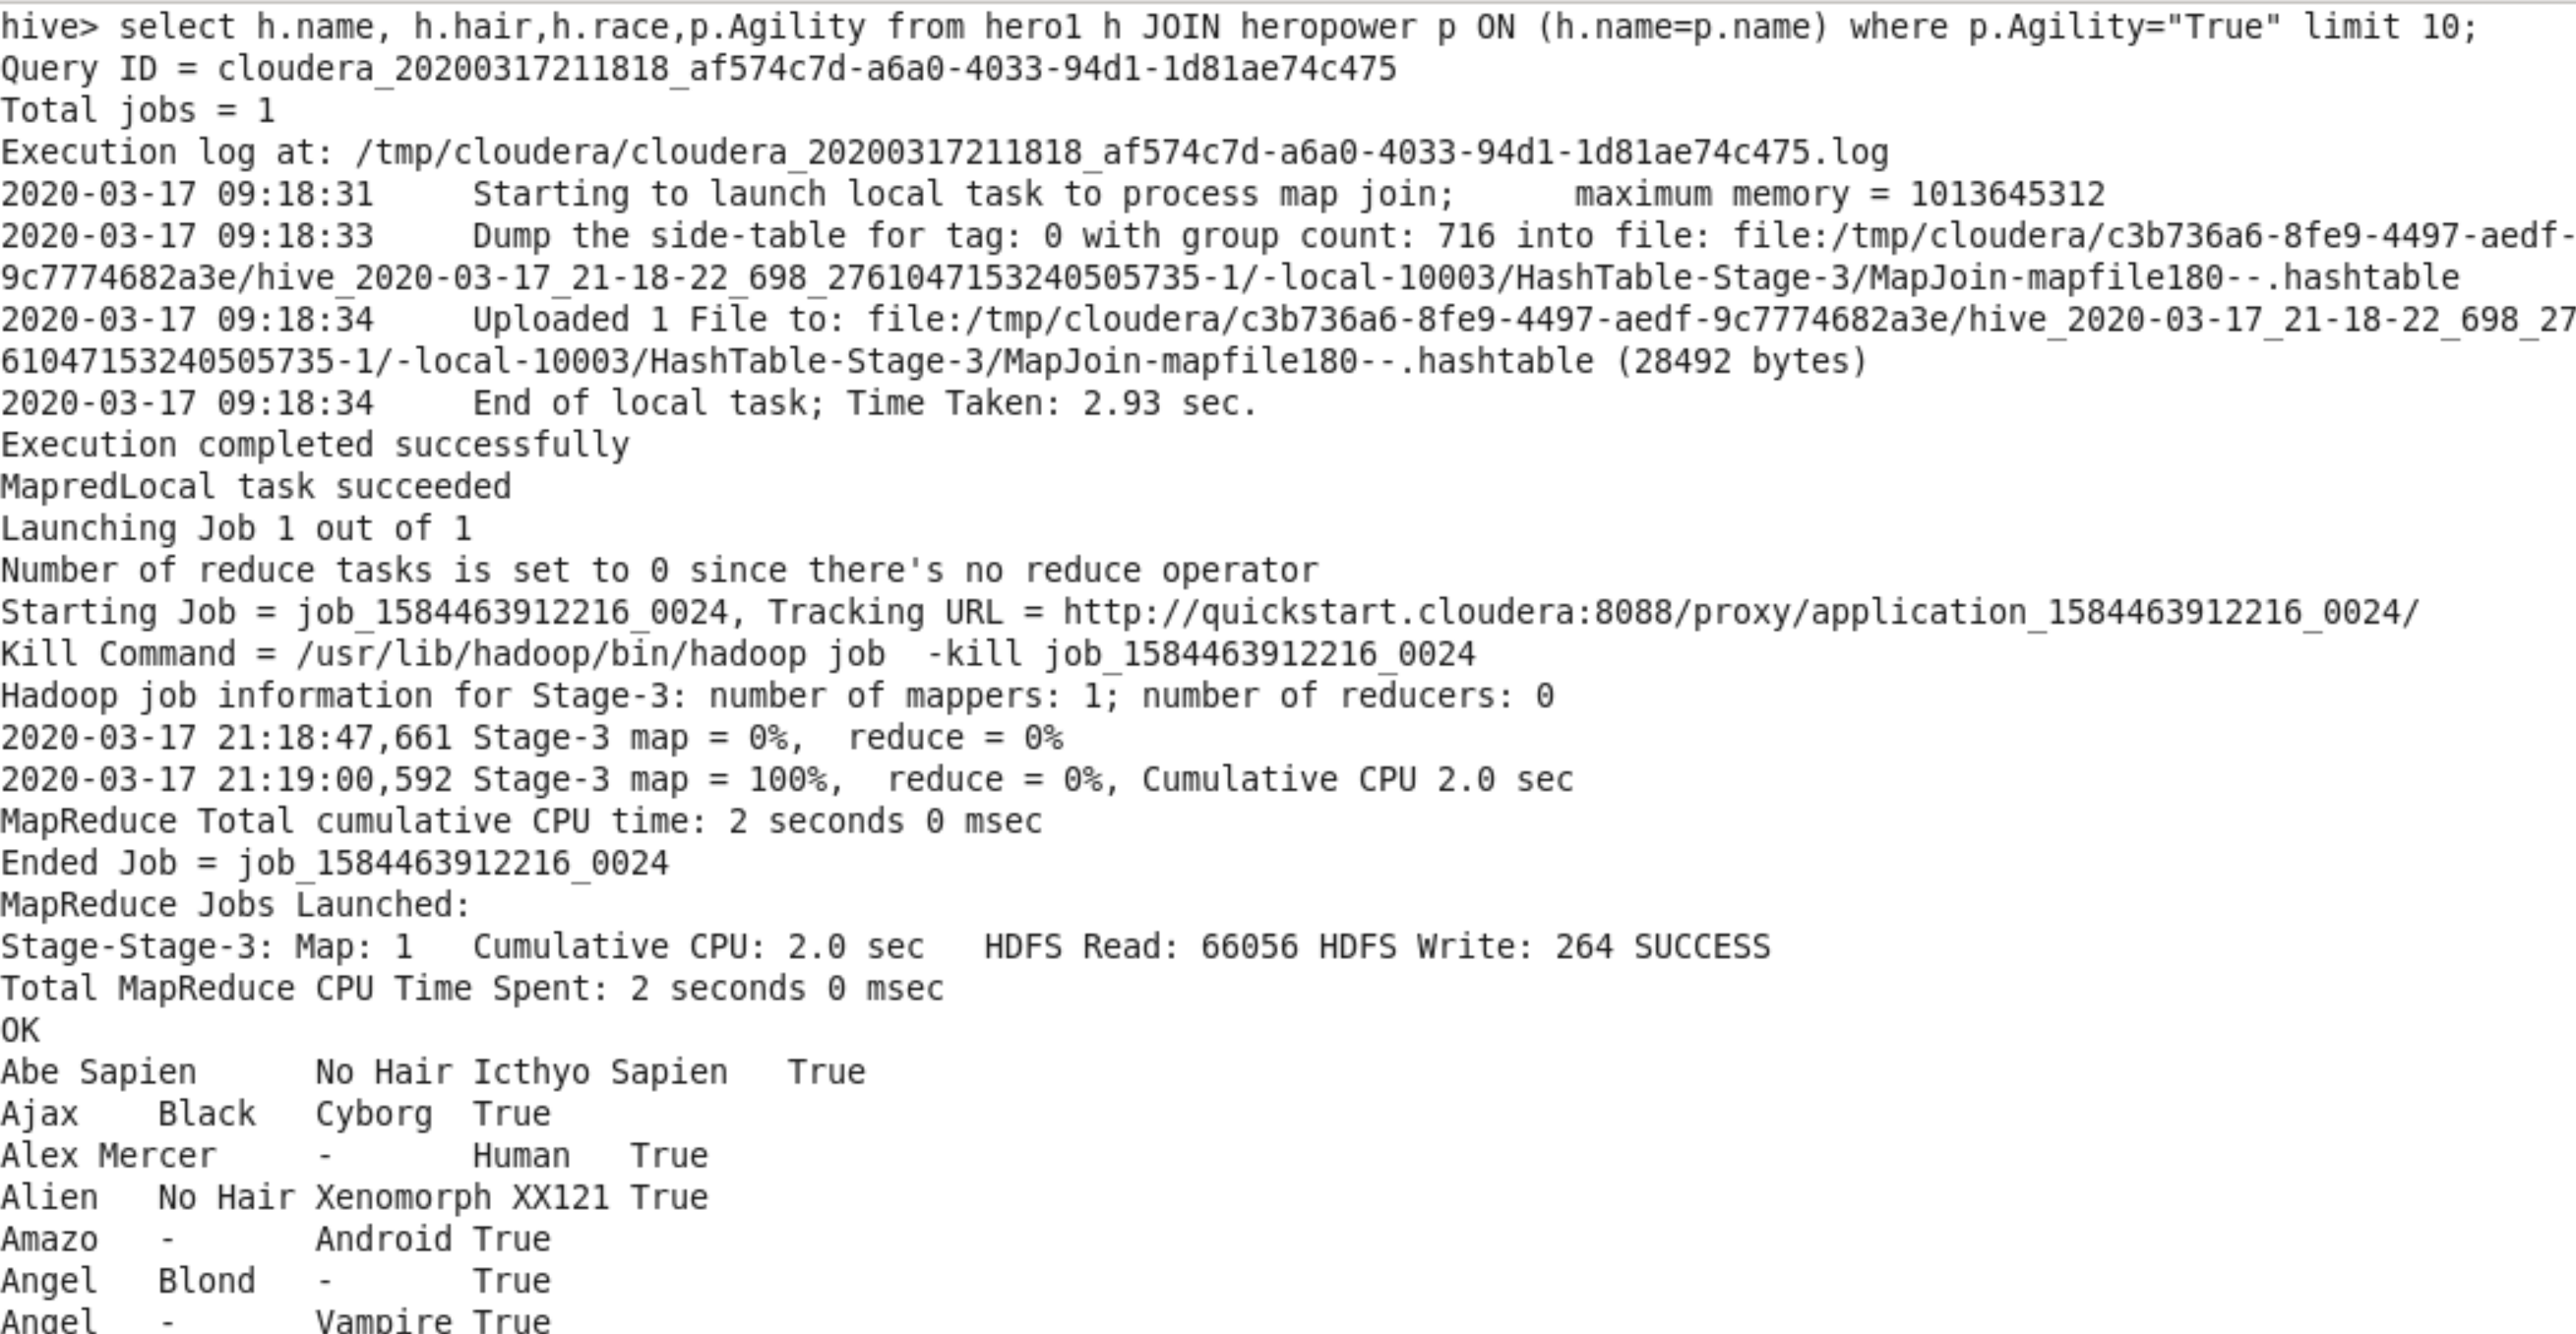 hive> select h.name, h.hair,h.race,p.Agility from hero1 h JOIN heropower p ON (h.name=p.name) where p.Agility="True" limit 10;
Query ID = cloudera_20200317211818_af574c7d-a6a0-4033-94d1-1d81ae74c475
Total jobs = 1
Execution log at: /tmp/cloudera/cloudera_20200317211818_af574c7d-a6a0-4033-94d1-1d81ae74c475.log
2020-03-17 09:18:31     Starting to launch local task to process map join;      maximum memory = 1013645312
2020-03-17 09:18:33     Dump the side-table for tag: 0 with group count: 716 into file: file:/tmp/cloudera/c3b736a6-8fe9-4497-aedf-
9c7774682a3e/hive_2020-03-17_21-18-22_698_2761047153240505735-1/-local-10003/HashTable-Stage-3/MapJoin-mapfile180--.hashtable
2020-03-17 09:18:34     Uploaded 1 File to: file:/tmp/cloudera/c3b736a6-8fe9-4497-aedf-9c7774682a3e/hive_2020-03-17_21-18-22_698_27
61047153240505735-1/-local-10003/HashTable-Stage-3/MapJoin-mapfile180--.hashtable (28492 bytes)
2020-03-17 09:18:34     End of local task; Time Taken: 2.93 sec.
Execution completed successfully
MapredLocal task succeeded
Launching Job 1 out of 1
Number of reduce tasks is set to 0 since there's no reduce operator
Starting Job = job_1584463912216_0024, Tracking URL = http://quickstart.cloudera:8088/proxy/application_1584463912216_0024/
Kill Command = /usr/lib/hadoop/bin/hadoop job  -kill job_1584463912216_0024
Hadoop job information for Stage-3: number of mappers: 1; number of reducers: 0
2020-03-17 21:18:47,661 Stage-3 map = 0%,  reduce = 0%
2020-03-17 21:19:00,592 Stage-3 map = 100%,  reduce = 0%, Cumulative CPU 2.0 sec
MapReduce Total cumulative CPU time: 2 seconds 0 msec
Ended Job = job_1584463912216_0024
MapReduce Jobs Launched:
Stage-Stage-3: Map: 1   Cumulative CPU: 2.0 sec   HDFS Read: 66056 HDFS Write: 264 SUCCESS
Total MapReduce CPU Time Spent: 2 seconds 0 msec
OK
Abe Sapien      No Hair Icthyo Sapien   True
Ajax    Black   Cyborg  True
Alex Mercer     -       Human   True
Alien   No Hair Xenomorph XX121 True
Amazo   -       Android True
Angel   Blond   -       True
Angel   -       Vampire True